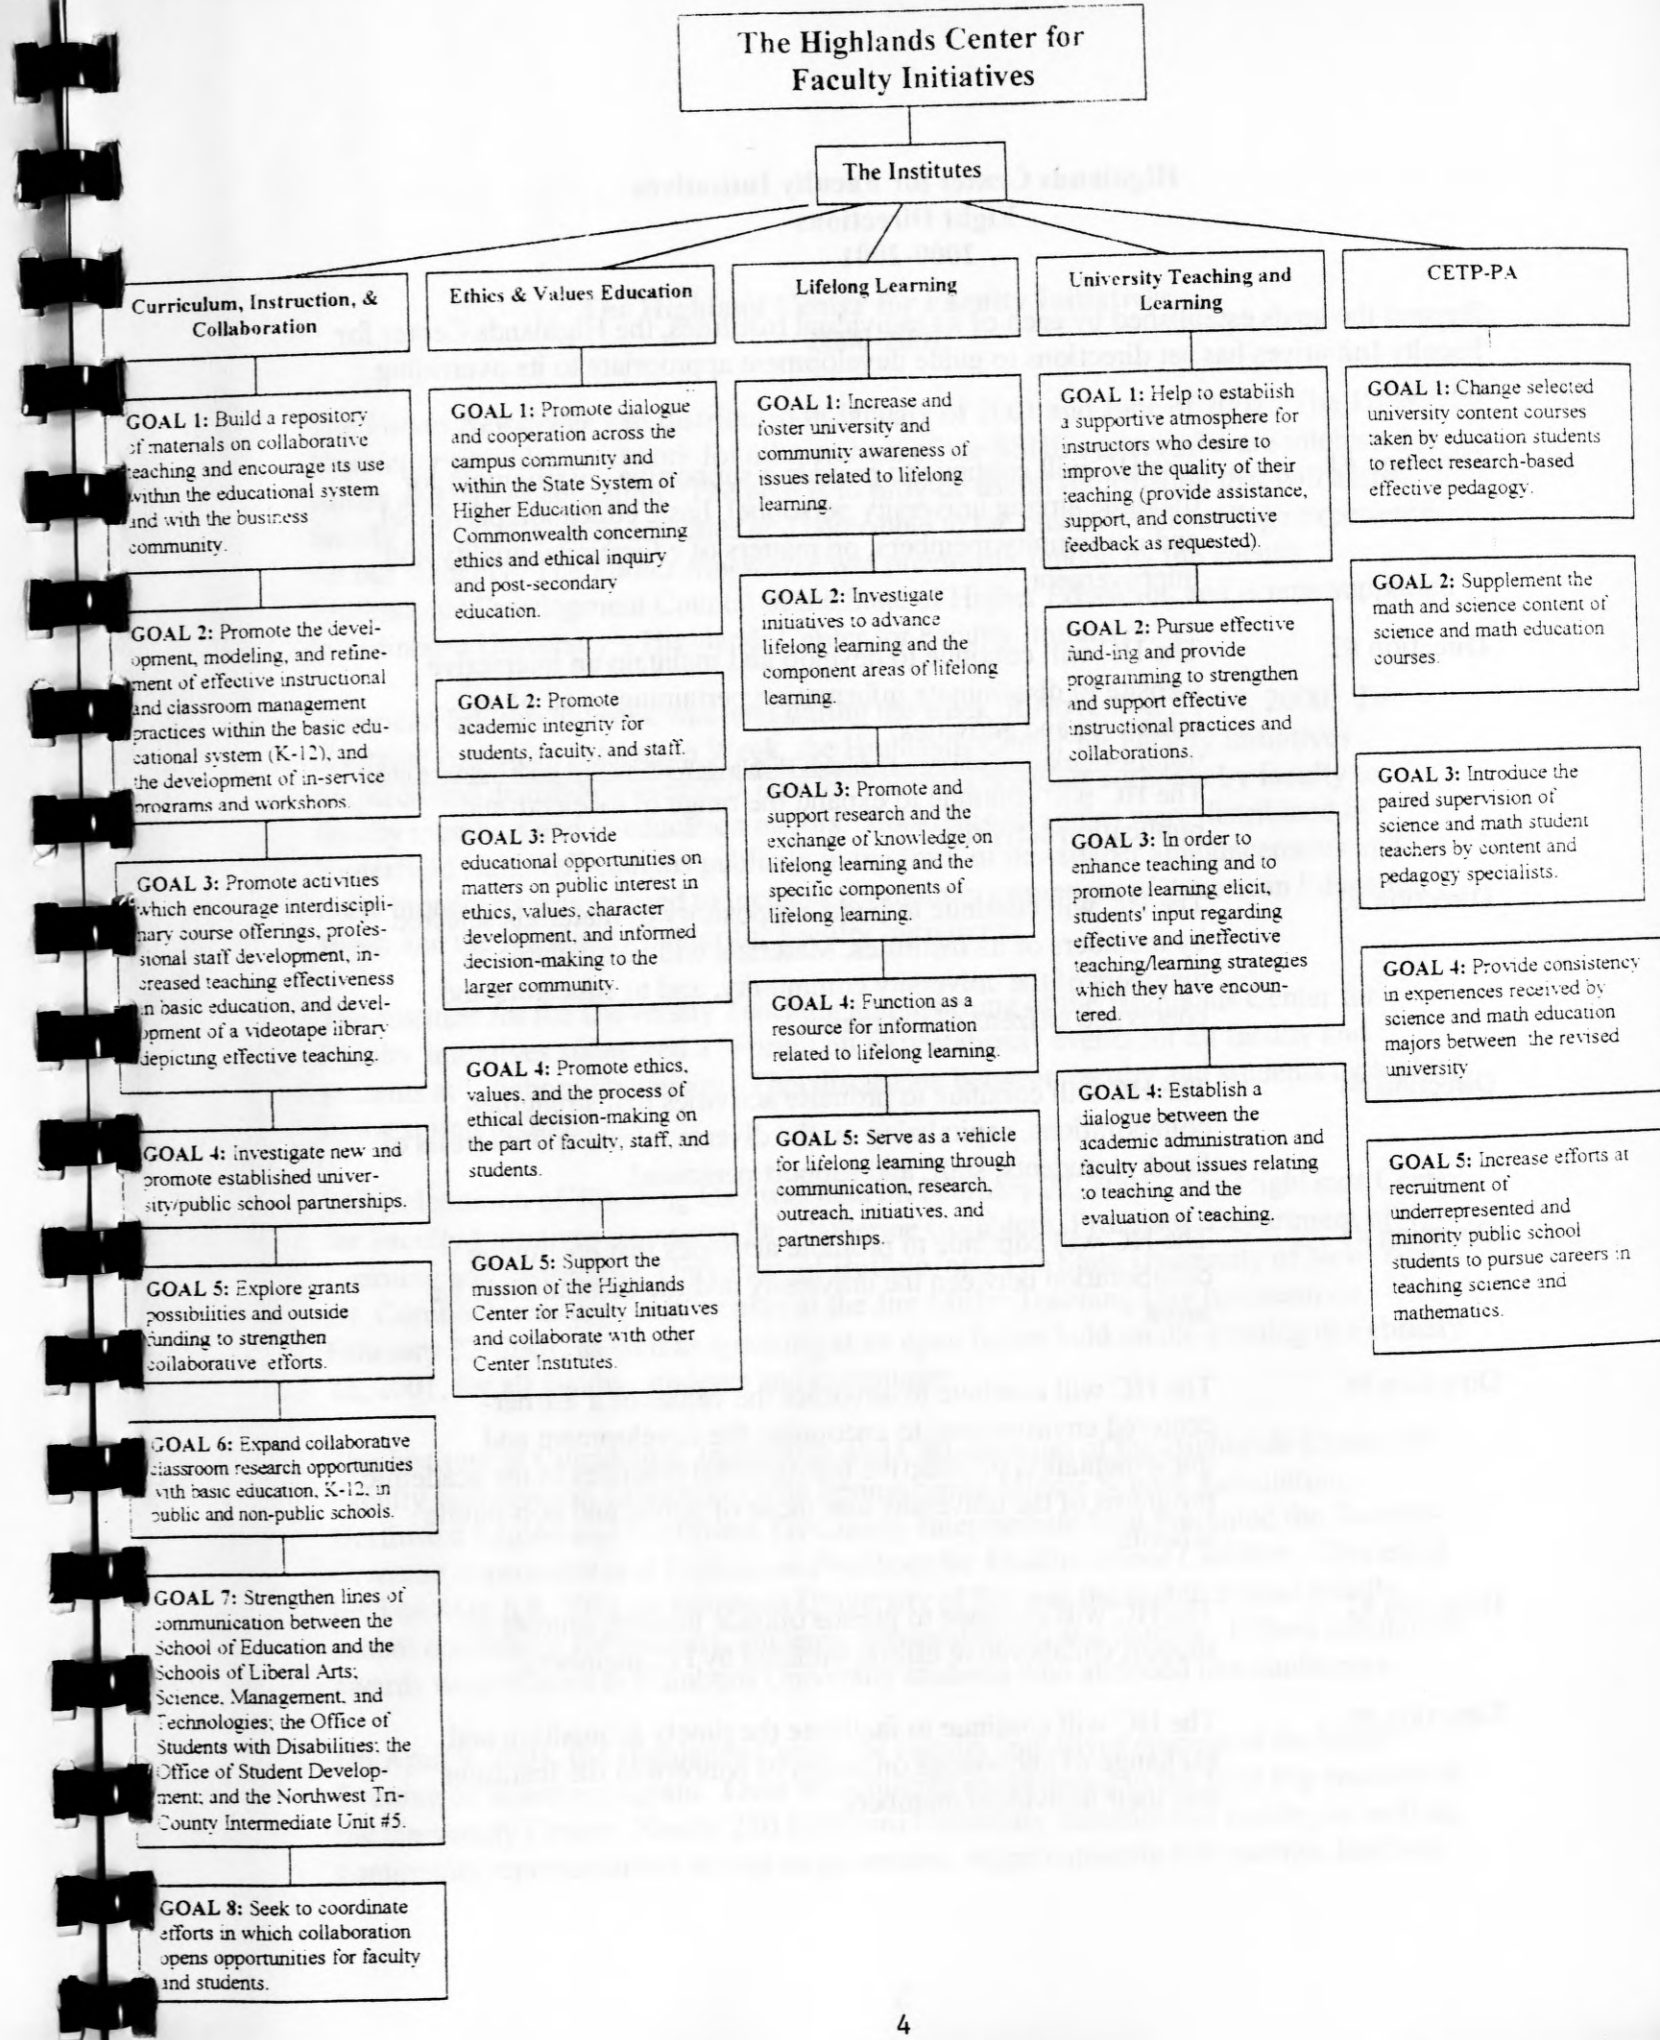 The Highlands Center for
Faculty Initiatives
The Institutes
Curriculum, Instruction, &
Collaboration
GOAL 1: Build a repository
of materials on collaborative
teaching and encourage its use
within the educational system
and with the business
community.
GOAL 2: Promote the devel-
opment, modeling, and refine-
ment of effective instructional
and classroom management
practices within the basic edu-
cational system (K-12), and
the development of in-service
programs and workshops.
GOAL 3: Promote activities
which encourage interdiscipli-
nary course offerings, profes-
sional staff development, in-
creased teaching effectiveness
in basic education, and devel-
opment of a videotape library
depicting effective teaching.
GOAL 4: Investigate new and
promote established univer-
sity/public school partnerships.
GOAL 5: Explore grants
possibilities and outside
funding to strengthen
collaborative efforts.
GOAL 6: Expand collaborative
classroom research opportunities
with basic education, K-12, in
public and non-public schools.
GOAL 7: Strengthen lines of
communication between the
School of Education and the
Schools of Liberal Arts;
Science, Management, and
Technologies; the Office of
Students with Disabilities; the
Office of Student Develop-
ment; and the Northwest Tri-
County Intermediate Unit #5.
GOAL 8: Seek to coordinate
efforts in which collaboration
opens opportunities for faculty
and students.
Ethics & Values Education
GOAL 1: Promote dialogue
and cooperation across the
campus community and
within the State System of
Higher Education and the
Commonwealth concerning
ethics and ethical inquiry
and post-secondary
education.
GOAL 2: Promote
academic integrity for
students, faculty, and staff.
GOAL 3: Provide
educational opportunities on
matters on public interest in
ethics, values, character
development, and informed
decision-making to the
larger community.
GOAL 4: Promote ethics,
values, and the process of
ethical decision-making on
the part of faculty, staff, and
students.
GOAL 5: Support the
mission of the Highlands
Center for Faculty Initiatives
and collaborate with other
Center Institutes.
Lifelong Learning
GOAL 1: Increase and
foster university and
community awareness of
issues related to lifelong
learning.
GOAL 2: Investigate
initiatives to advance
lifelong learning and the
component areas of lifelong
learning.
GOAL 3: Promote and
support research and the
exchange of knowledge on
lifelong learning and the
specific components of
lifelong learning.
GOAL 4: Function as a
resource for information
related to lifelong learning.
GOAL 5: Serve as a vehicle
for lifelong learning through
communication, research,
outreach, initiatives, and
partnerships.
University Teaching and
Learning
GOAL 1: Help to establish
a supportive atmosphere for
instructors who desire to
improve the quality of their
teaching (provide assistance,
support, and constructive
feedback as requested).
GOAL 2: Pursue effective
fund-ing and provide
programming to strengthen
and support effective
instructional practices and
collaborations.
GOAL 3: In order to
enhance teaching and to
promote learning elicit,
students' input regarding
effective and ineffective
teaching/learning strategies
which they have encoun-
tered.
GOAL 4: Establish a
dialogue between the
academic administration and
faculty about issues relating
to teaching and the
evaluation of teaching.
CETP-PA
GOAL 1: Change selected
university content courses
taken by education students
to reflect research-based
effective pedagogy.
GOAL 2: Supplement the
math and science content of
science and math education
courses.
GOAL 3: Introduce the
paired supervision of
science and math student
teachers by content and
pedagogy specialists.
GOAL 4: Provide consistency
in experiences received by
science and math education
majors between the revised
university
GOAL 5: Increase efforts at
recruitment of
underrepresented and
minority public school
students to pursue careers in
teaching science and
mathematics.
4